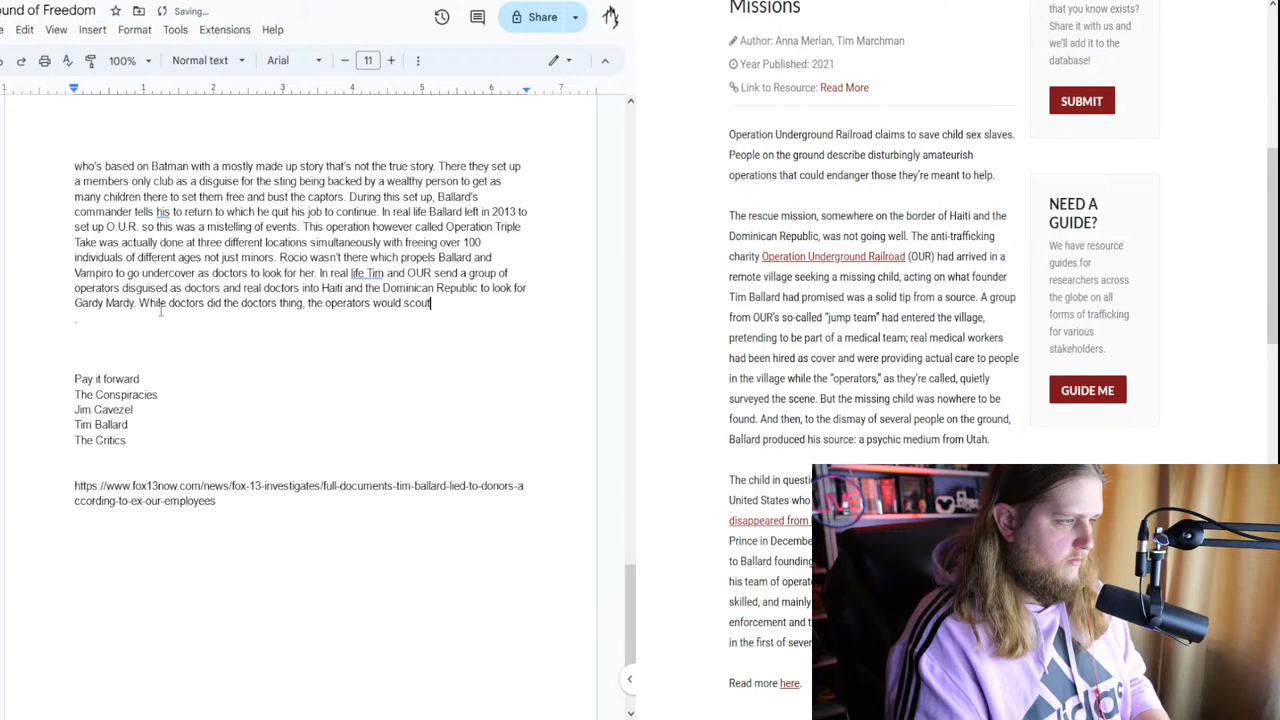 ound of Freedom
Saving...
Edit View Insert Format Tools Extensions Help
Share
100% Normal text Arial 11
1 1 2 3 4 5 6 7
who's based on Batman with a mostly made up story that's not the true story. There they set up
a members only club as a disguise for the sting being backed by a wealthy person to get as
many children there to set them free and bust the captors. During this set up, Ballard's
commander tells his to return to which he quit his job to continue. In real life Ballard left in 2013 to
set up O.U.R. so this was a mistelling of events. This operation however called Operation Triple
Take was actually done at three different locations simultaneously with freeing over 100
individuals of different ages not just minors. Rocio wasn't there which propels Ballard and
Vampiro to go undercover as doctors to look for her. In real life Tim and OUR send a group of
operators disguised as doctors and real doctors into Haiti and the Dominican Republic to look for
Gardy Mardy. While doctors did the doctors thing, the operators would scout
.
Pay it forward
The Conspiracies
Jim Cavezel
Tim Ballard
The Critics
https://www.fox13now.com/news/fox-13-investigates/full-documents-tim-ballard-lied-to-donors-a
ccording-to-ex-our-employees
Missions
Author: Anna Merlan, Tim Marchman
Year Published: 2021
Link to Resource: Read More
Operation Underground Railroad claims to save child sex slaves.
People on the ground describe disturbingly amateurish
operations that could endanger those they're meant to help.
The rescue mission, somewhere on the border of Haiti and the
Dominican Republic, was not going well. The anti-trafficking
charity Operation Underground Railroad (OUR) had arrived in a
remote village seeking a missing child, acting on what founder
Tim Ballard had promised was a solid tip from a source. A group
from OUR's so-called "jump team" had entered the village,
pretending to be part of a medical team; real medical workers
had been hired as cover and were providing actual care to people
in the village while the "operators," as they're called, quietly
surveyed the scene. But the missing child was nowhere to be
found. And then, to the dismay of several people on the ground,
Ballard produced his source: a psychic medium from Utah.
The child in questi
United States who
disappeared from
Prince in December
to Ballard founding
his team of operat
skilled, and mainly
enforcement and t
in the first of sever
Read more here.
that you know exists?
Share it with us and
we'll add it to the
database!
SUBMIT
NEED A
GUIDE?
We have resource
guides for
researchers from
across the globe on all
forms of trafficking
for various
stakeholders.
GUIDE ME